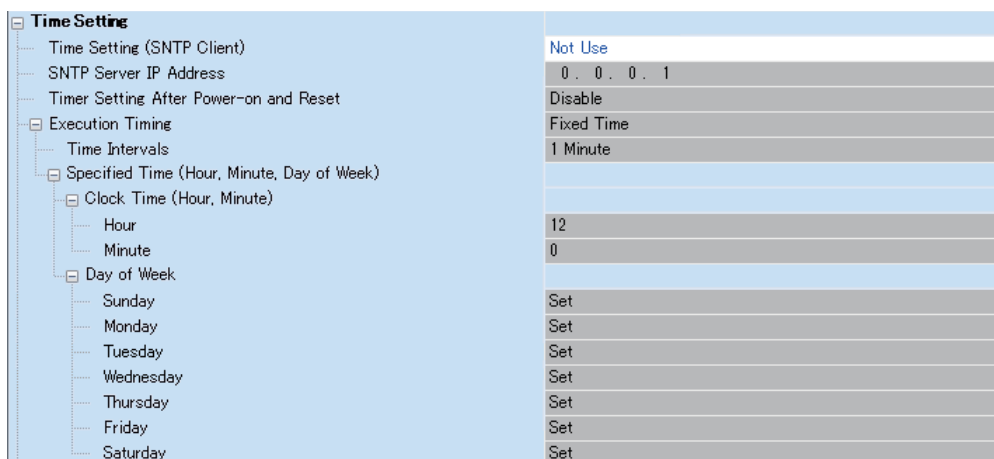 Time Setting
Time Setting (SNTP Client) Not Use
SNTP Server IP Address 0 . 0 . 0 . 1
Timer Setting After Power-on and Reset Disable
Execution Timing Fixed Time
Time Intervals 1 Minute
Specified Time (Hour, Minute, Day of Week)
Clock Time (Hour, Minute)
Hour 12
Minute 0
Day of Week
Sunday Set
Monday Set
Tuesday Set
Wednesday Set
Thursday Set
Friday Set
Saturday Set